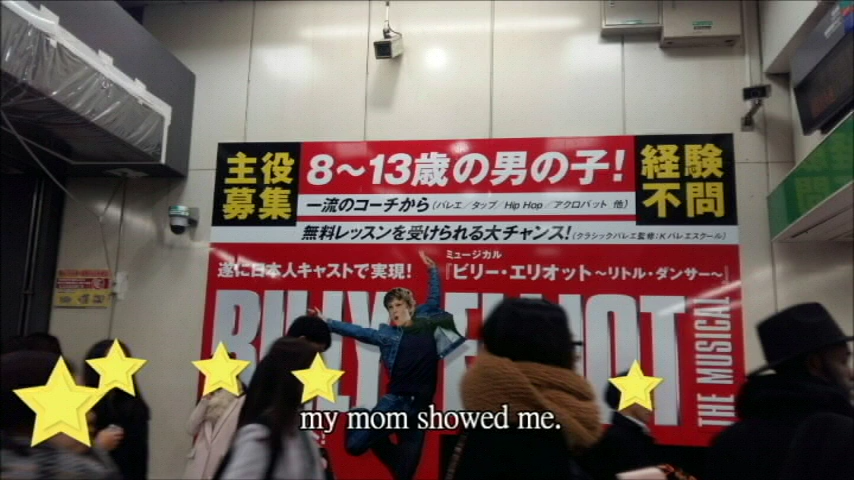 主役
募集
8～13歳の男の子!
経験
不問
一流のコーチから(バレエ/タップ/Hip Hop/アクロバット 他)
無料レッスンを受けられる大チャンス!(クラシックバレエ監修:Kバレエスクール)
遂に日本人キャストで実現!
ミュージカル
『ビリー・エリオット～リトル・ダンサー～』
BILLY ELLIOT
THE MUSICAL
my mom showed me.